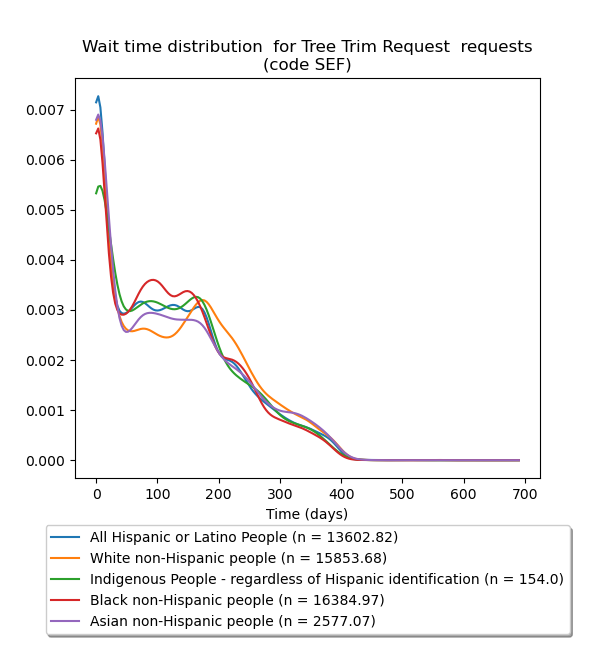 Wait time distribution  for Tree Trim Request  requests
(code SEF)
0.007
0.006
0.005
0.004
0.003
0.002
0.001
0.000
0 100 200 300 400 500 600 700
Time (days)
All Hispanic or Latino People (n = 13602.82)
White non-Hispanic people (n = 15853.68)
Indigenous People - regardless of Hispanic identification (n = 154.0)
Black non-Hispanic people (n = 16384.97)
Asian non-Hispanic people (n = 2577.07)